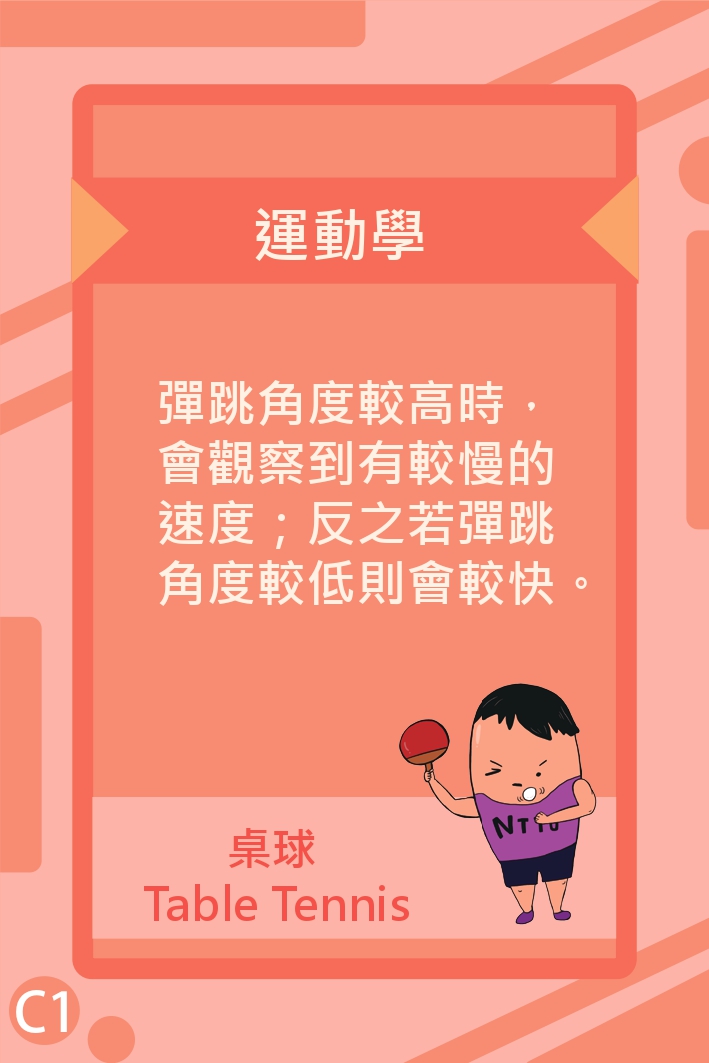 運動學
彈跳角度較高時，
會觀察到有較慢的
速度；反之若彈跳
角度較低則會較快。
桌球
Table Tennis
C1